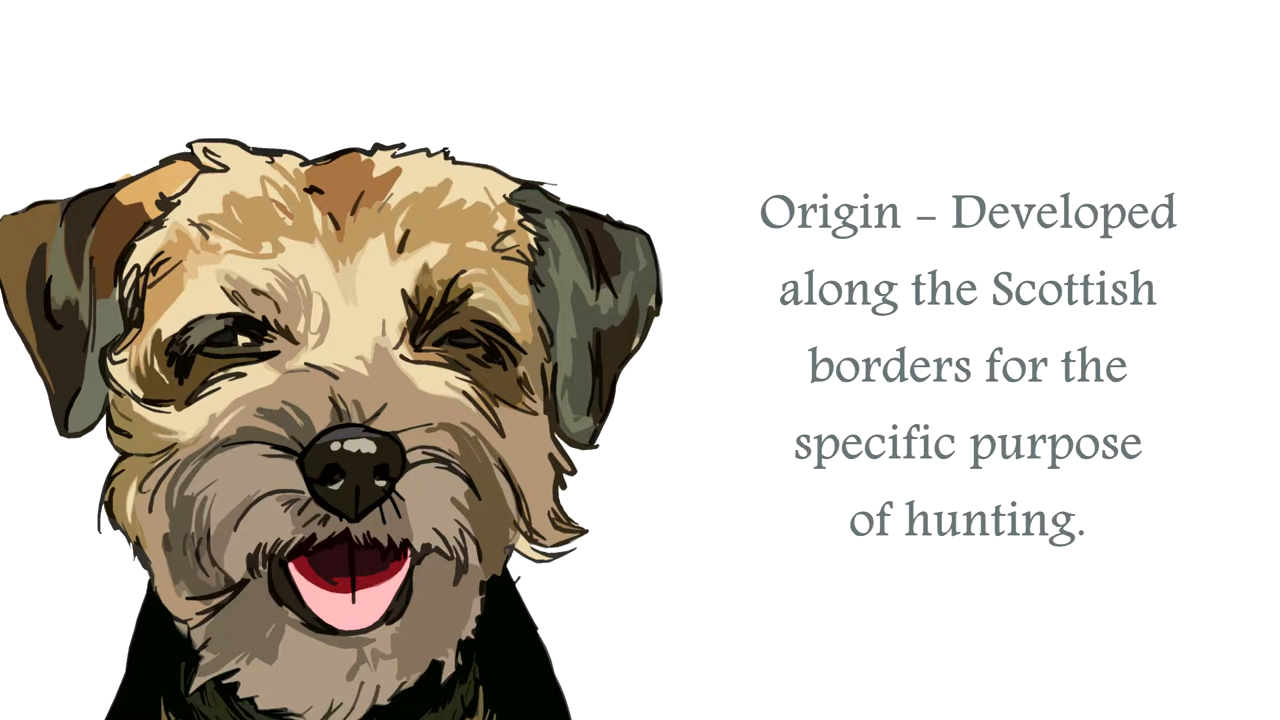 Origin – Developed
along the Scottish
borders for the
specific purpose
of hunting.